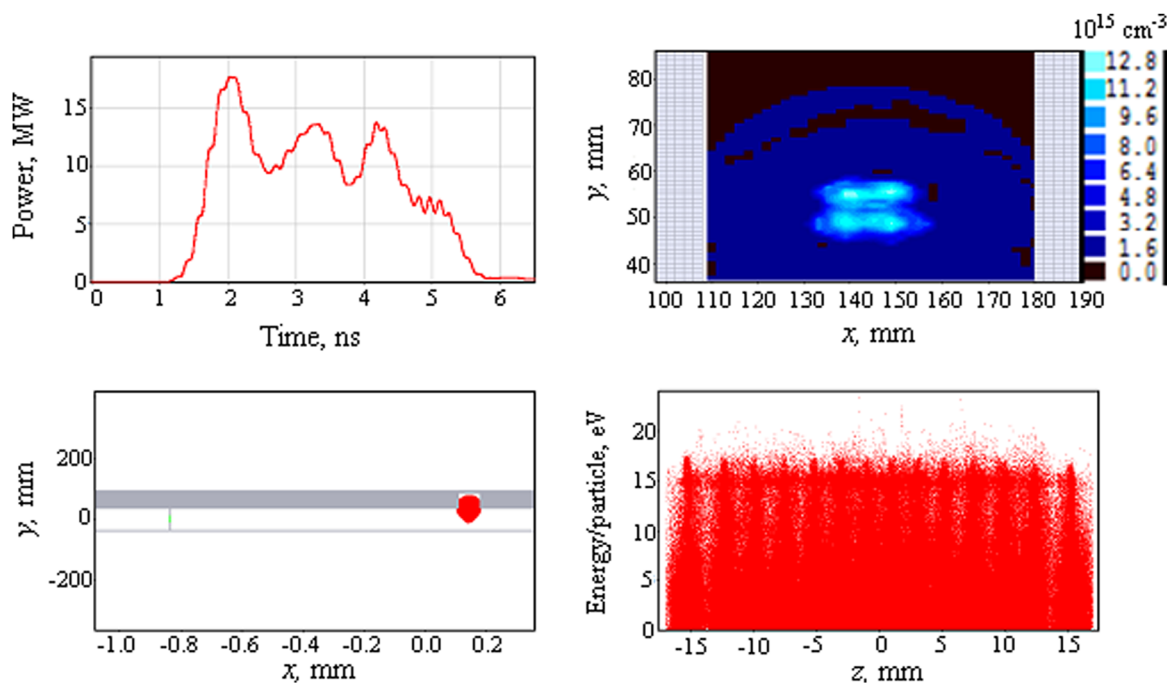 Power, MW
15
10
5
0
0 1 2 3 4 5 6
Time, ns
10¹⁵ cm⁻³
12.8
11.2
9.6
8.0
6.4
4.8
3.2
1.6
0.0
y, mm
80
70
60
50
40
100 110 120 130 140 150 160 170 180 190
x, mm
y, mm
200
0
-200
-1.0 -0.8 -0.6 -0.4 -0.2 0.0 0.2
x, mm
Energy/particle, eV
20
15
10
5
0
-15 -10 -5 0 5 10 15
z, mm